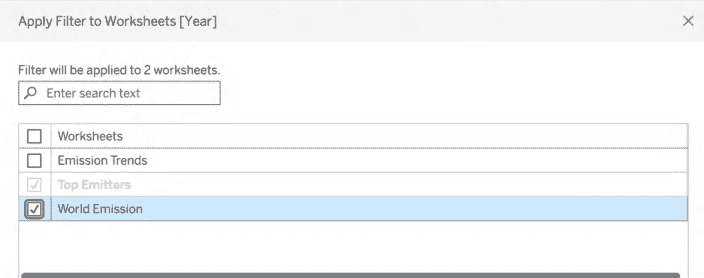 Apply Filter to Worksheets [Year]
Filter will be applied to 2 worksheets.
Enter search text
Worksheets
Emission Trends
Top Emitters
World Emission